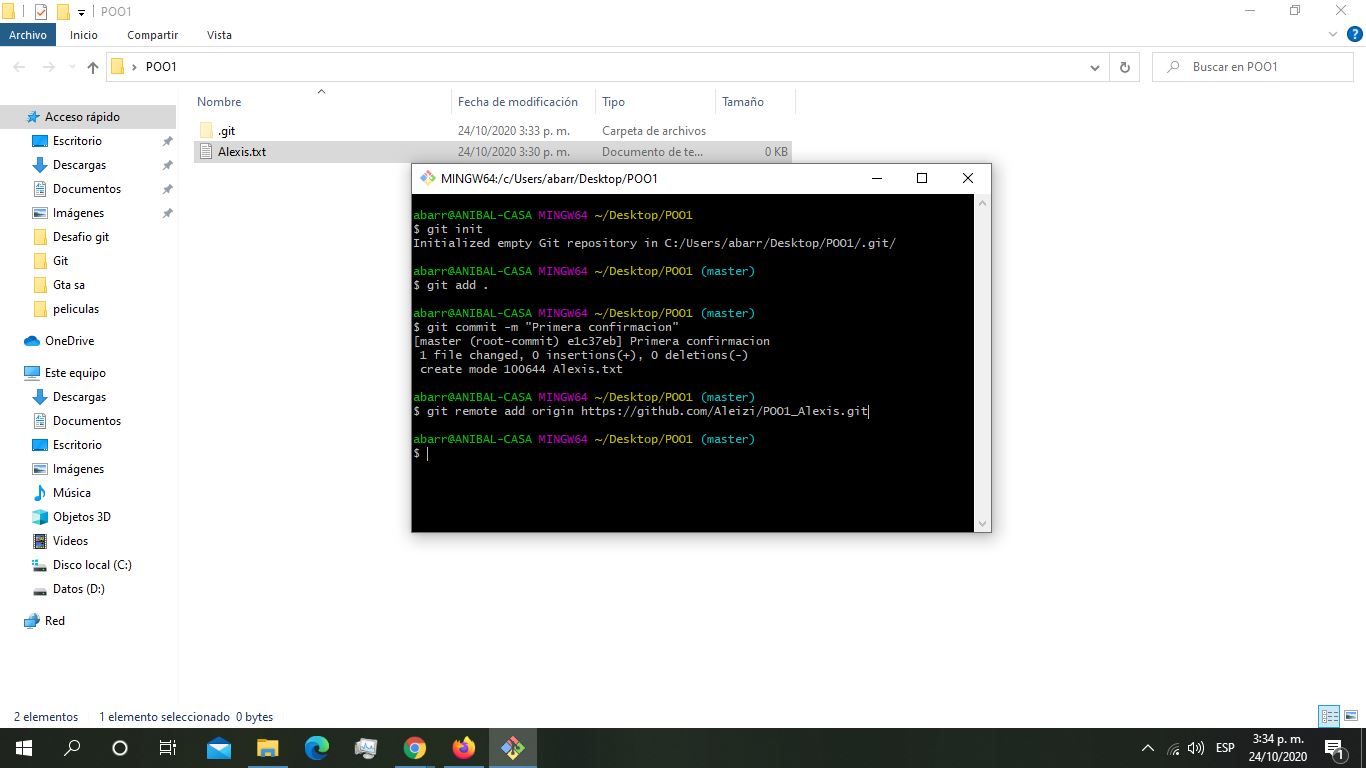 POO1
Archivo Inicio Compartir Vista
POO1 Buscar en POO1
Nombre Fecha de modificación Tipo Tamaño
.git 24/10/2020 3:33 p. m. Carpeta de archivos
Alexis.txt 24/10/2020 3:30 p. m. Documento de te... 0 KB
Acceso rápido
Escritorio
Descargas
Documentos
Imágenes
Desafio git
Git
Gta sa
peliculas
OneDrive
Este equipo
Descargas
Documentos
Escritorio
Imágenes
Música
Objetos 3D
Videos
Disco local (C:)
Datos (D:)
Red
MINGW64:/c/Users/abarr/Desktop/POO1
abarr@ANIBAL-CASA MINGW64 ~/Desktop/POO1
$ git init
Initialized empty Git repository in C:/Users/abarr/Desktop/POO1/.git/
abarr@ANIBAL-CASA MINGW64 ~/Desktop/POO1 (master)
$ git add .
abarr@ANIBAL-CASA MINGW64 ~/Desktop/POO1 (master)
$ git commit -m "Primera confirmacion"
[master (root-commit) e1c37eb] Primera confirmacion
1 file changed, 0 insertions(+), 0 deletions(-)
create mode 100644 Alexis.txt
abarr@ANIBAL-CASA MINGW64 ~/Desktop/POO1 (master)
$ git remote add origin https://github.com/Aleizi/POO1_Alexis.git
abarr@ANIBAL-CASA MINGW64 ~/Desktop/POO1 (master)
$
2 elementos 1 elemento seleccionado 0 bytes
ESP
3:34 p. m.
24/10/2020
1